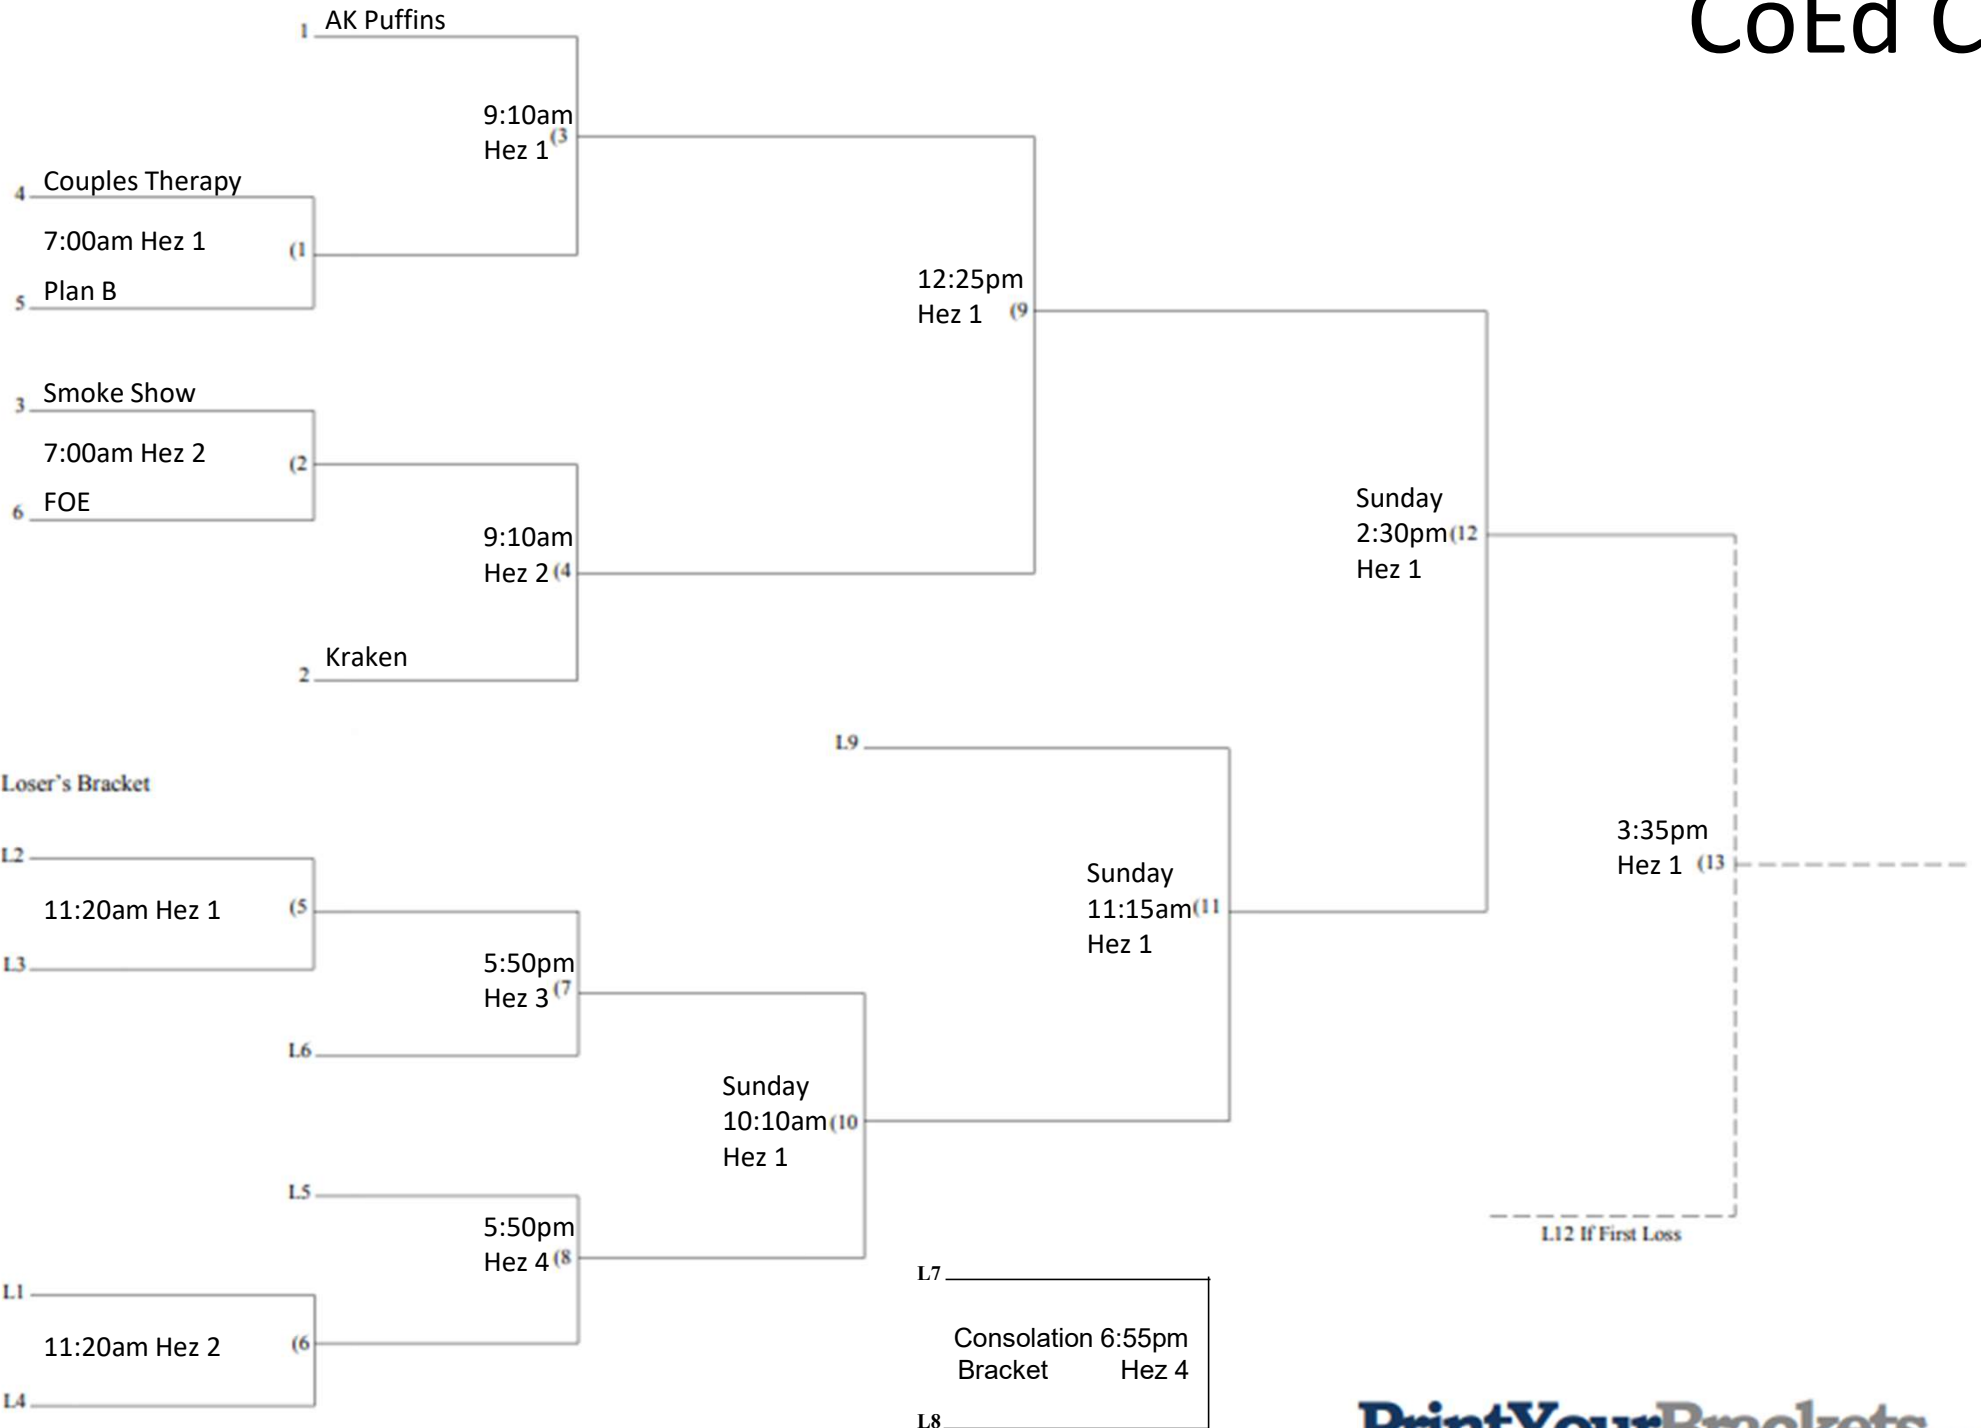 CoEd C
1 AK Puffins
9:10am
Hez 1 (3
4 Couples Therapy
7:00am Hez 1 (1
5 Plan B
12:25pm
Hez 1 (9
3 Smoke Show
7:00am Hez 2 (2
6 FOE
9:10am
Hez 2 (4
2 Kraken
Sunday
2:30pm (12
Hez 1
L9
Loser's Bracket
L2
11:20am Hez 1 (5
L3
5:50pm
Hez 3 (7
L6
Sunday
11:15am (11
Hez 1
3:35pm
Hez 1 (13
Sunday
10:10am (10
Hez 1
L5
5:50pm
Hez 4 (8
L1
11:20am Hez 2 (6
L4
L12 If First Loss
L7
Consolation 6:55pm
Bracket Hez 4
L8
PrintYourBrackets